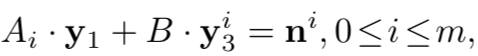 A_i · y_1 + B · y_3^i = n^i, 0 ≤ i ≤ m,